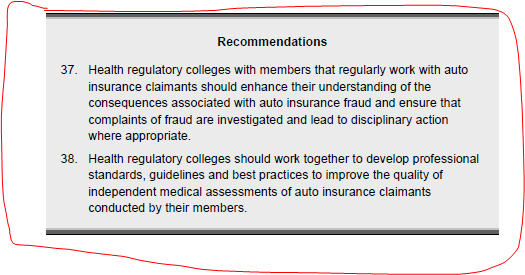 Recommendations
37. Health regulatory colleges with members that regularly work with auto
insurance claimants should enhance their understanding of the
consequences associated with auto insurance fraud and ensure that
complaints of fraud are investigated and lead to disciplinary action
where appropriate.
38. Health regulatory colleges should work together to develop professional
standards, guidelines and best practices to improve the quality of
independent medical assessments of auto insurance claimants
conducted by their members.